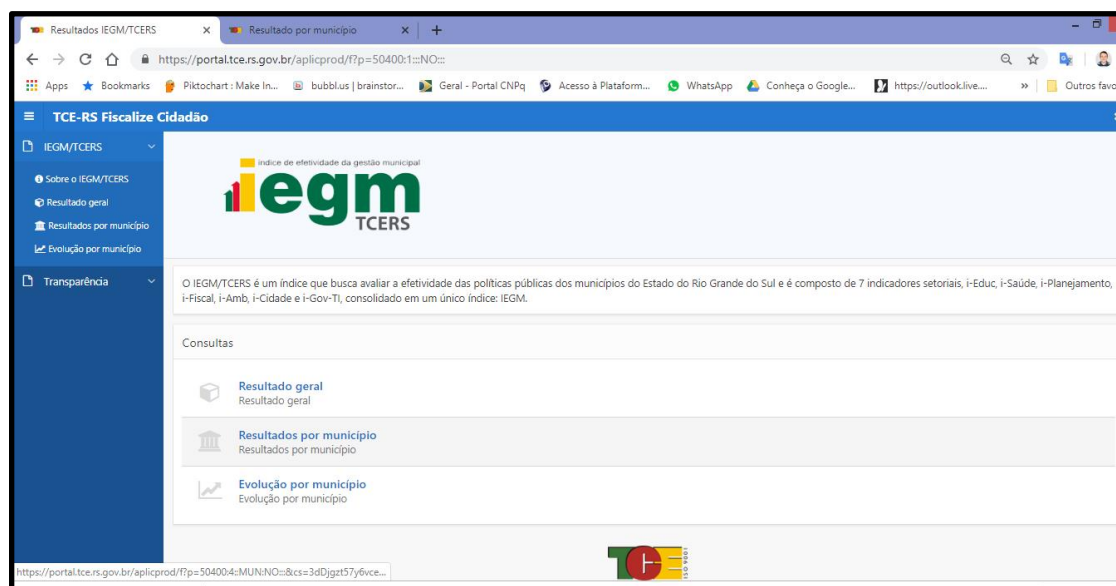 Resultados IEGM/TCERS
Resultado por município
https://portal.tce.rs.gov.br/aplicprod/f?p=50400:1:::NO:::
Apps Bookmarks Piktochart : Make In... bubbl.us | brainstor... Geral - Portal CNPq Acesso à Plataform... WhatsApp Conheça o Google... https://outlook.live.... » Outros favo
TCE-RS Fiscalize Cidadão
IEGM/TCERS
Sobre o IEGM/TCERS
Resultado geral
Resultados por município
Evolução por município
Transparência
índice de efetividade da gestão municipal
iegm
TCERS
O IEGM/TCERS é um índice que busca avaliar a efetividade das políticas públicas dos municípios do Estado do Rio Grande do Sul e é composto de 7 indicadores setoriais, i-Educ, i-Saúde, i-Planejamento,
i-Fiscal, i-Amb, i-Cidade e i-Gov-TI, consolidado em um único índice: IEGM.
Consultas
Resultado geral
Resultado geral
Resultados por município
Resultados por município
Evolução por município
Evolução por município
TCE
ISO 9001
https://portal.tce.rs.gov.br/aplicprod/f?p=50400:4::MUN:NO:::&cs=3dDjgzt57y6vce...